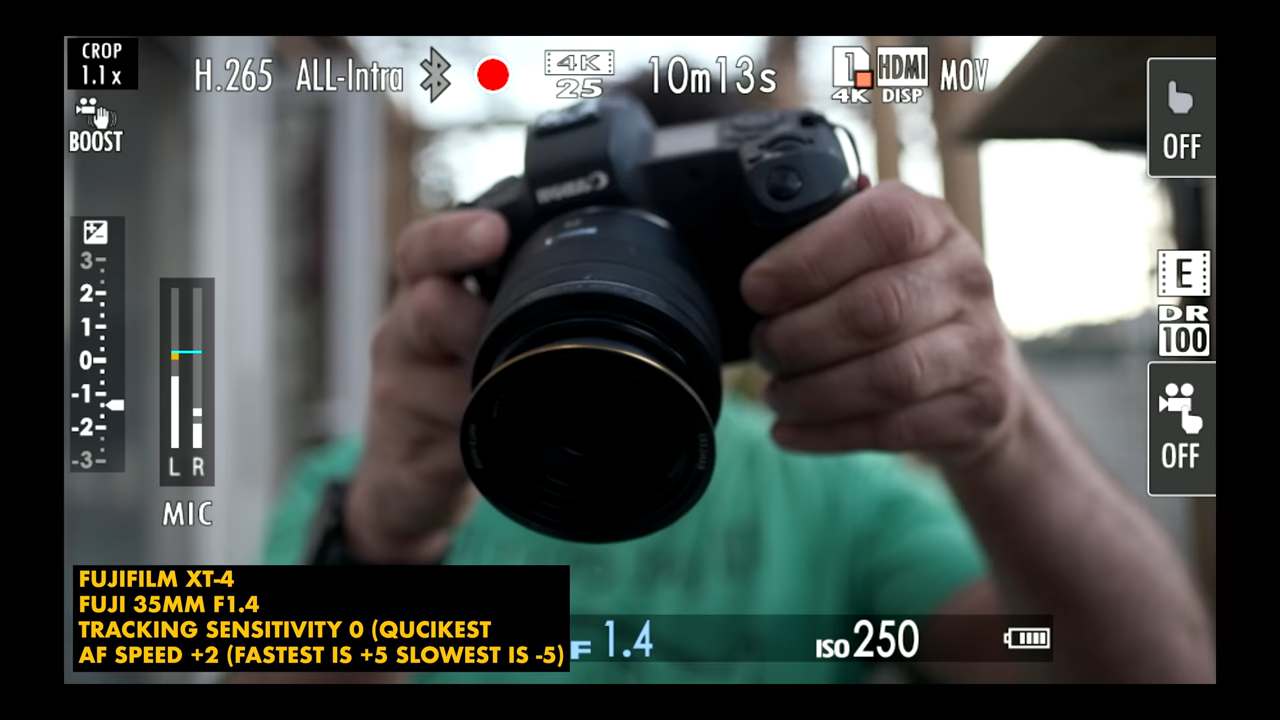 CROP
1.1x
H.265 ALL-Intra 4K 25 10m13s 1 4K HDMI DISP MOV
BOOST
OFF
3
2
1
0
-1
-2
-3
L R
MIC
E
DR
100
OFF
FUJIFILM XT-4
FUJI 35MM F1.4
TRACKING SENSITIVITY 0 (QUCIKEST
AF SPEED +2 (FASTEST IS +5 SLOWEST IS -5)
F 1.4 ISO 250